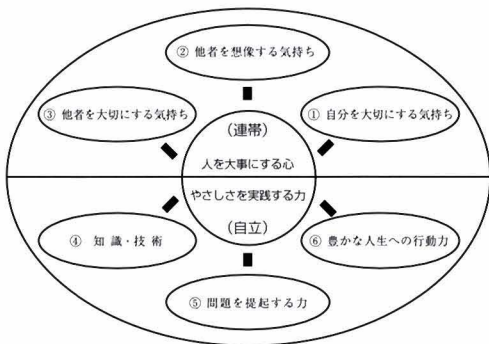 ② 他者を想像する気持ち
③ 他者を大切にする気持ち
① 自分を大切にする気持ち
（連帯）
人を大事にする心
やさしさを実践する力
（自立）
④ 知識・技術
⑥ 豊かな人生への行動力
⑤ 問題を提起する力